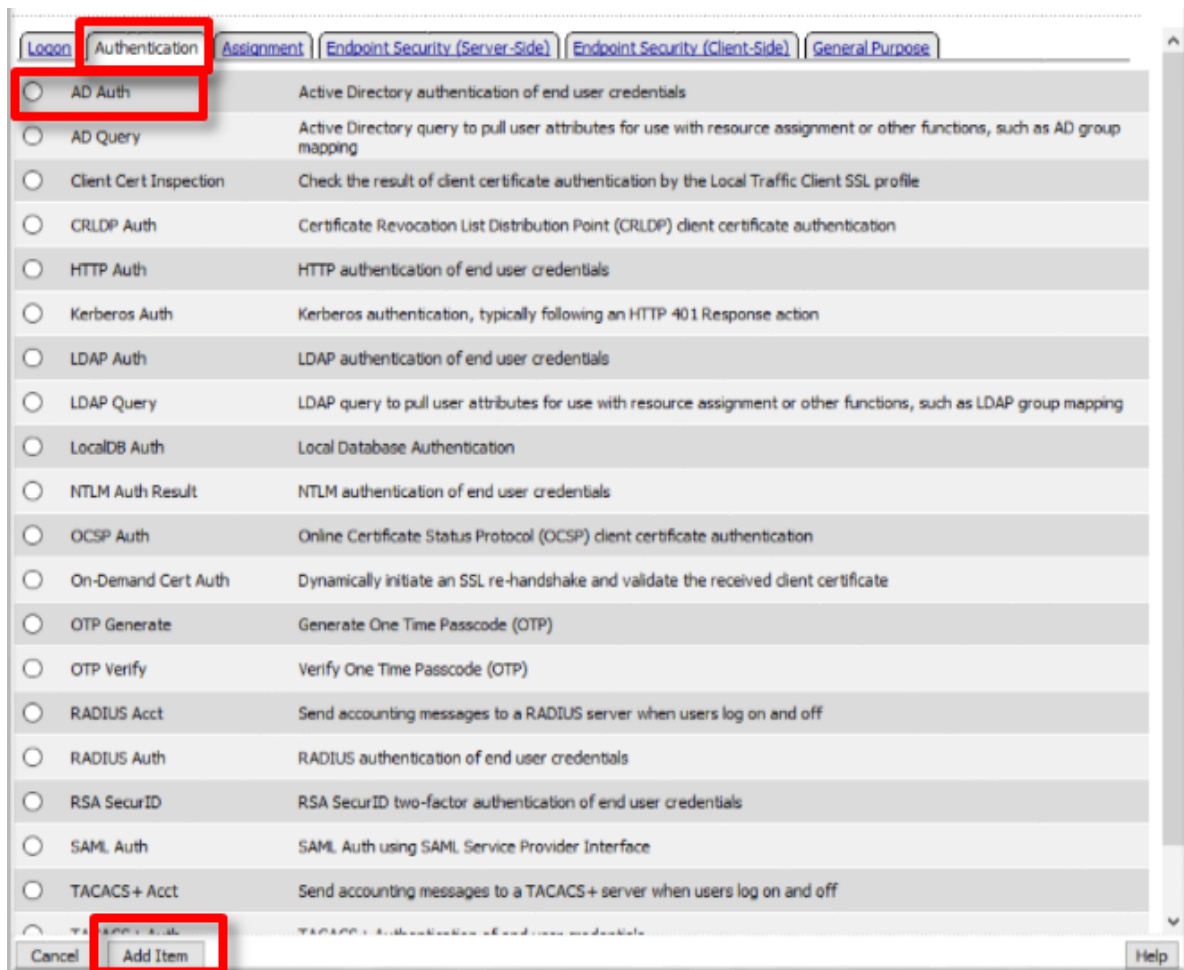 Logon Authentication Assignment Endpoint Security (Server-Side) Endpoint Security (Client-Side) General Purpose
AD Auth Active Directory authentication of end user credentials
AD Query Active Directory query to pull user attributes for use with resource assignment or other functions, such as AD group
mapping
Client Cert Inspection Check the result of client certificate authentication by the Local Traffic Client SSL profile
CRLDP Auth Certificate Revocation List Distribution Point (CRLDP) client certificate authentication
HTTP Auth HTTP authentication of end user credentials
Kerberos Auth Kerberos authentication, typically following an HTTP 401 Response action
LDAP Auth LDAP authentication of end user credentials
LDAP Query LDAP query to pull user attributes for use with resource assignment or other functions, such as LDAP group mapping
LocalDB Auth Local Database Authentication
NTLM Auth Result NTLM authentication of end user credentials
OCSP Auth Online Certificate Status Protocol (OCSP) client certificate authentication
On-Demand Cert Auth Dynamically initiate an SSL re-handshake and validate the received client certificate
OTP Generate Generate One Time Passcode (OTP)
OTP Verify Verify One Time Passcode (OTP)
RADIUS Acct Send accounting messages to a RADIUS server when users log on and off
RADIUS Auth RADIUS authentication of end user credentials
RSA SecurID RSA SecurID two-factor authentication of end user credentials
SAML Auth SAML Auth using SAML Service Provider Interface
TACACS+ Acct Send accounting messages to a TACACS+ server when users log on and off
TACACS+ Auth TACACS+ Authentication of end user credentials
Cancel Add Item Help